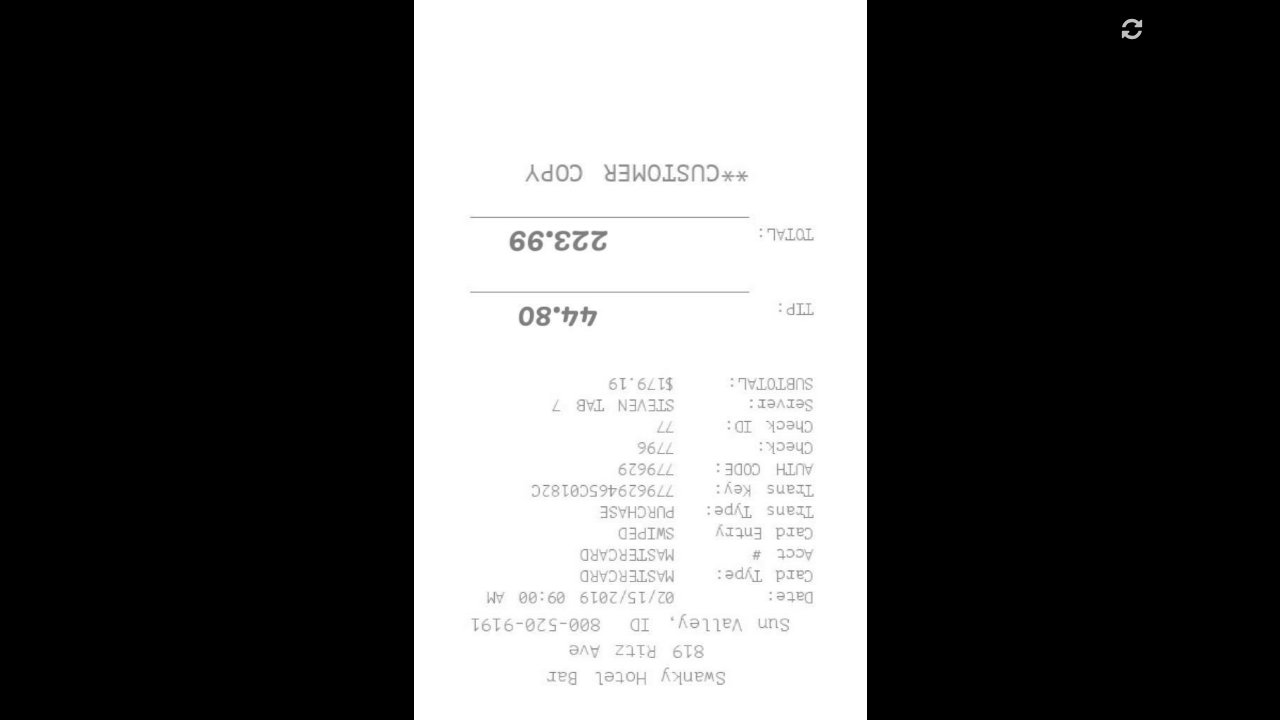 Swanky Hotel Bar
819 Ritz Ave
Sun Valley, ID 800-520-9191
Date: 02/15/2019 09:00 AM
Card Type: MASTERCARD
Acct # MASTERCARD
Card Entry SWIPED
Trans Type: PURCHASE
Trans Key: 779629465C0182C
AUTH CODE: 779629
Check: 7796
Check ID: 77
Server: STEVEN TAB 7
SUBTOTAL: $179.19
TIP: 44.80
TOTAL: 223.99
**CUSTOMER COPY